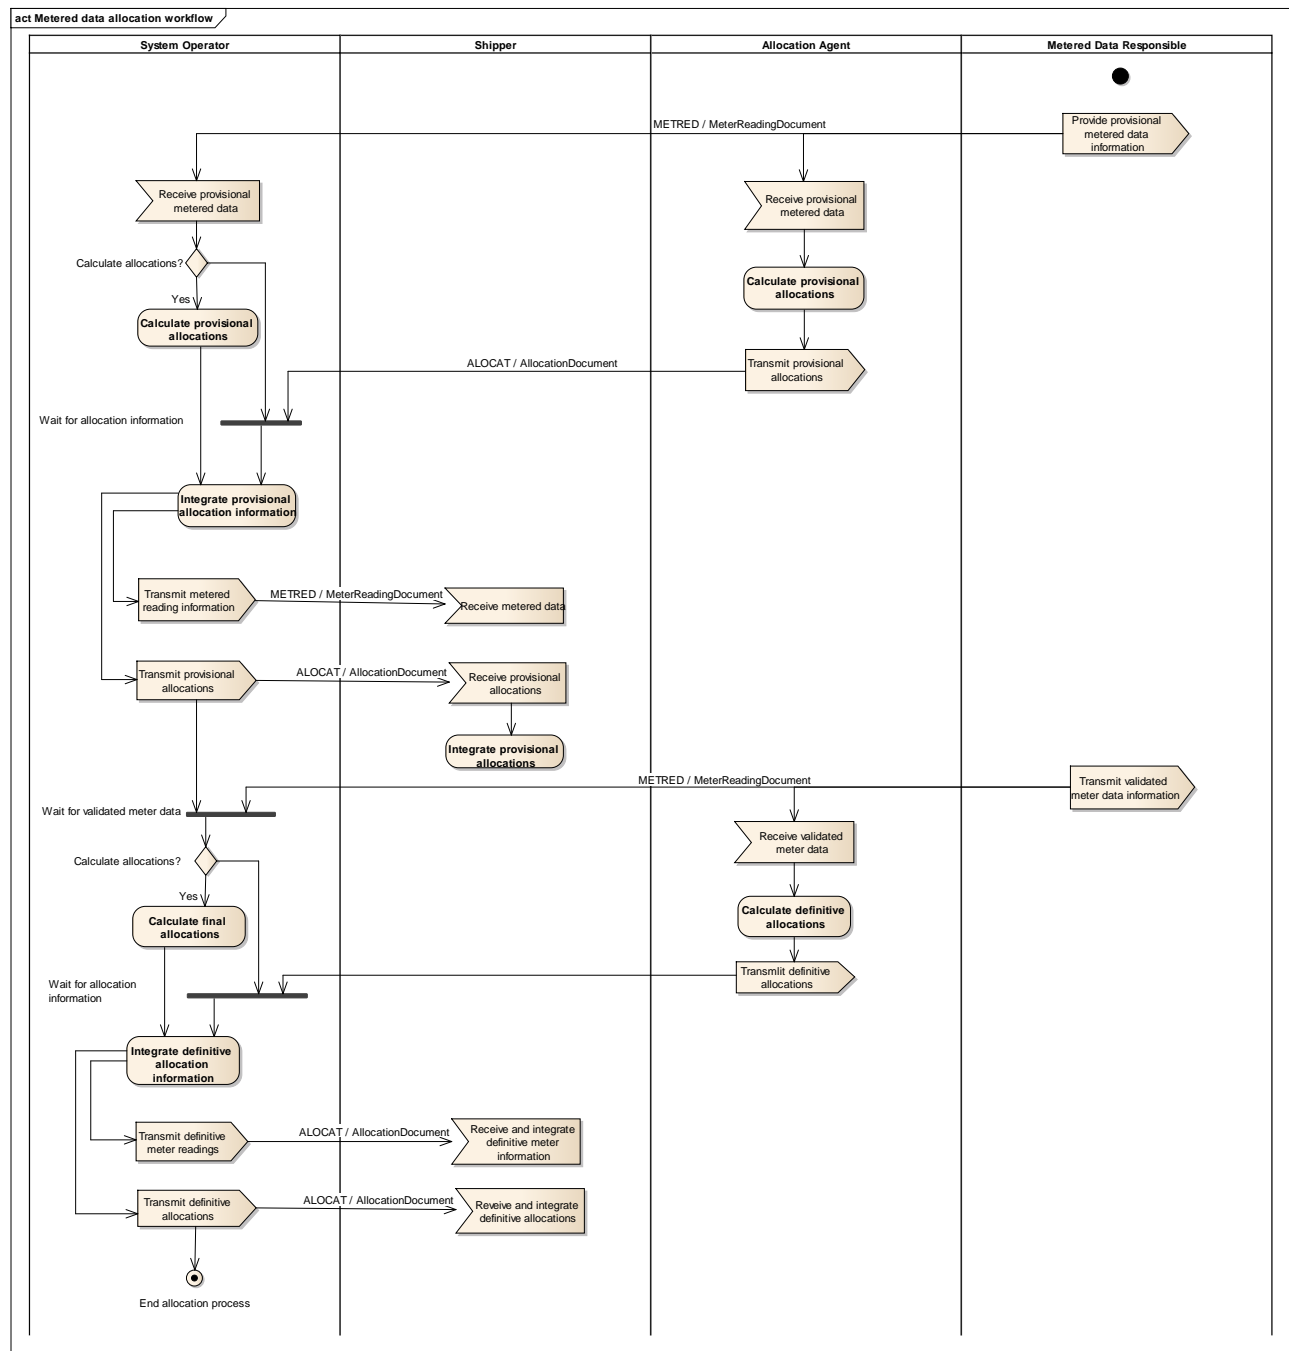 act Metered data allocation workflow
System Operator
Shipper
Allocation Agent
Metered Data Responsible
METRED / MeterReadingDocument
Provide provisional
metered data
information
Receive provisional
metered data
Receive provisional
metered data
Calculate allocations?
Calculate provisional
allocations
Yes
Calculate provisional
allocations
ALOCAT / AllocationDocument
Transmit provisional
allocations
Wait for allocation information
Integrate provisional
allocation information
Transmit metered
reading information
METRED / MeterReadingDocument
Receive metered data
Transmit provisional
allocations
ALOCAT / AllocationDocument
Receive provisional
allocations
Integrate provisional
allocations
METRED / MeterReadingDocument
Transmit validated
meter data information
Wait for validated meter data
Receive validated
meter data
Calculate allocations?
Yes
Calculate final
allocations
Calculate definitive
allocations
Transmlit definitive
allocations
Wait for allocation
information
Integrate definitive
allocation
information
Transmit definitive
meter readings
ALOCAT / AllocationDocument
Receive and integrate
definitive meter
information
Transmit definitive
allocations
ALOCAT / AllocationDocument
Reveive and integrate
definitive allocations
End allocation process